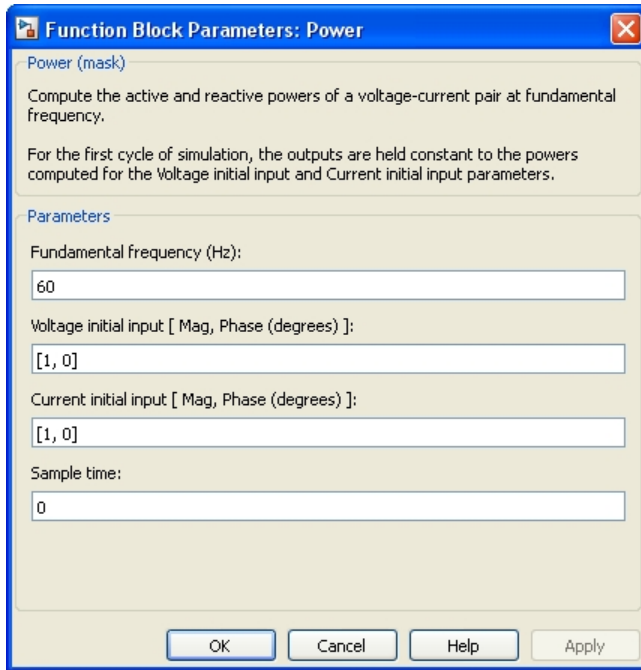 Function Block Parameters: Power
Power (mask)
Compute the active and reactive powers of a voltage-current pair at fundamental
frequency.
For the first cycle of simulation, the outputs are held constant to the powers
computed for the Voltage initial input and Current initial input parameters.
Parameters
Fundamental frequency (Hz):
60
Voltage initial input [ Mag, Phase (degrees) ]:
[1, 0]
Current initial input [ Mag, Phase (degrees) ]:
[1, 0]
Sample time:
0
OK Cancel Help Apply